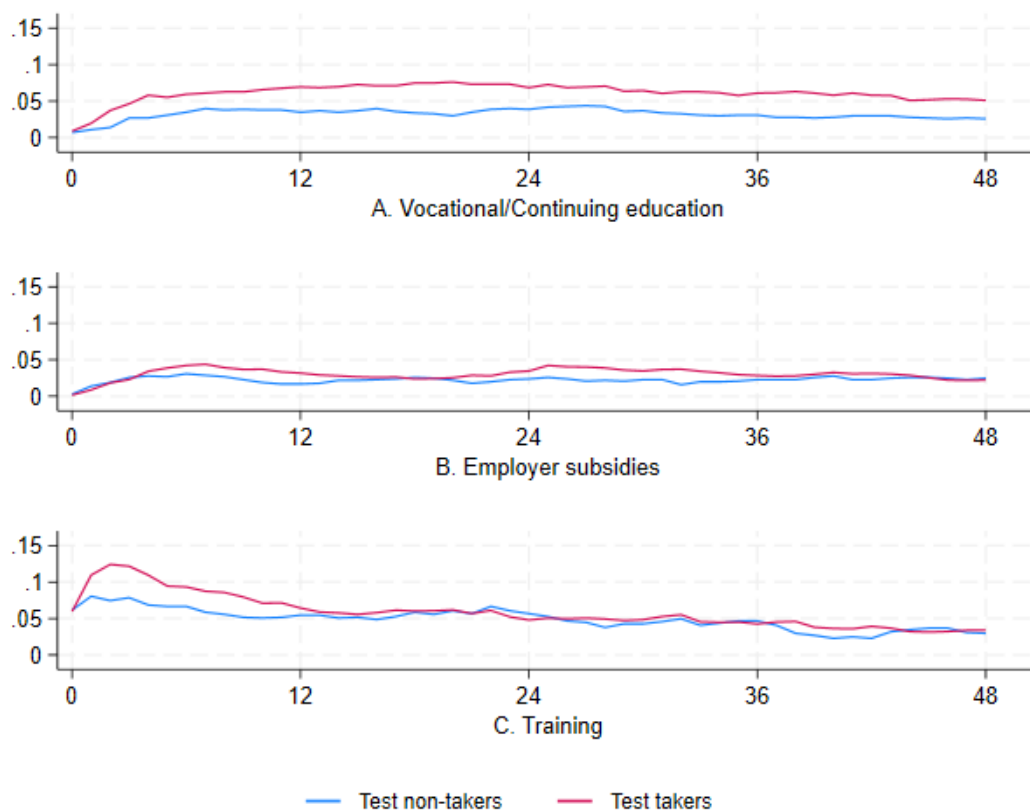 .15
.1
.05
0
0 12 24 36 48
A. Vocational/Continuing education
.15
.1
.05
0
0 12 24 36 48
B. Employer subsidies
.15
.1
.05
0
0 12 24 36 48
C. Training
Test non-takers Test takers